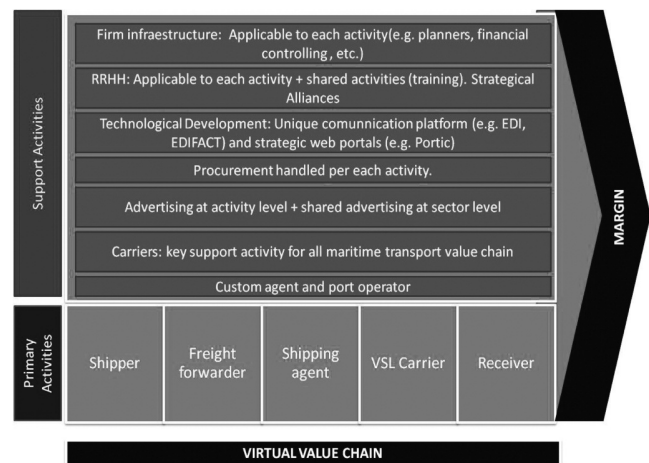 Support Activities
Firm infraestructure: Applicable to each activity(e.g. planners, financial
controlling , etc.)
RRHH: Applicable to each activity + shared activities (training). Strategical
Alliances
Technological Development: Unique comunnication platform (e.g. EDI,
EDIFACT) and strategic web portals (e.g. Portic)
Procurement handled per each activity.
Advertising at activity level + shared advertising at sector level
Carriers: key support activity for all maritime transport value chain
Custom agent and port operator
MARGIN
Primary
Activities
Shipper
Freight
forwarder
Shipping
agent
VSL Carrier
Receiver
VIRTUAL VALUE CHAIN